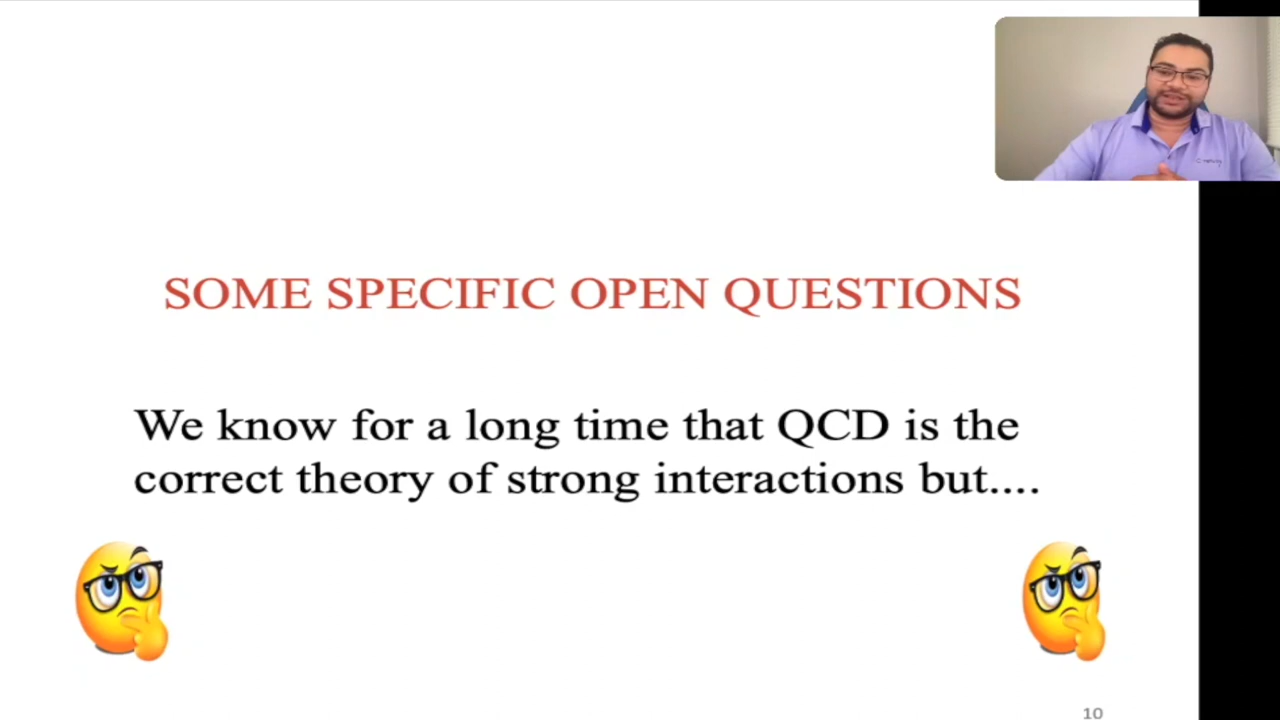 SOME SPECIFIC OPEN QUESTIONS
We know for a long time that QCD is the
correct theory of strong interactions but....
10